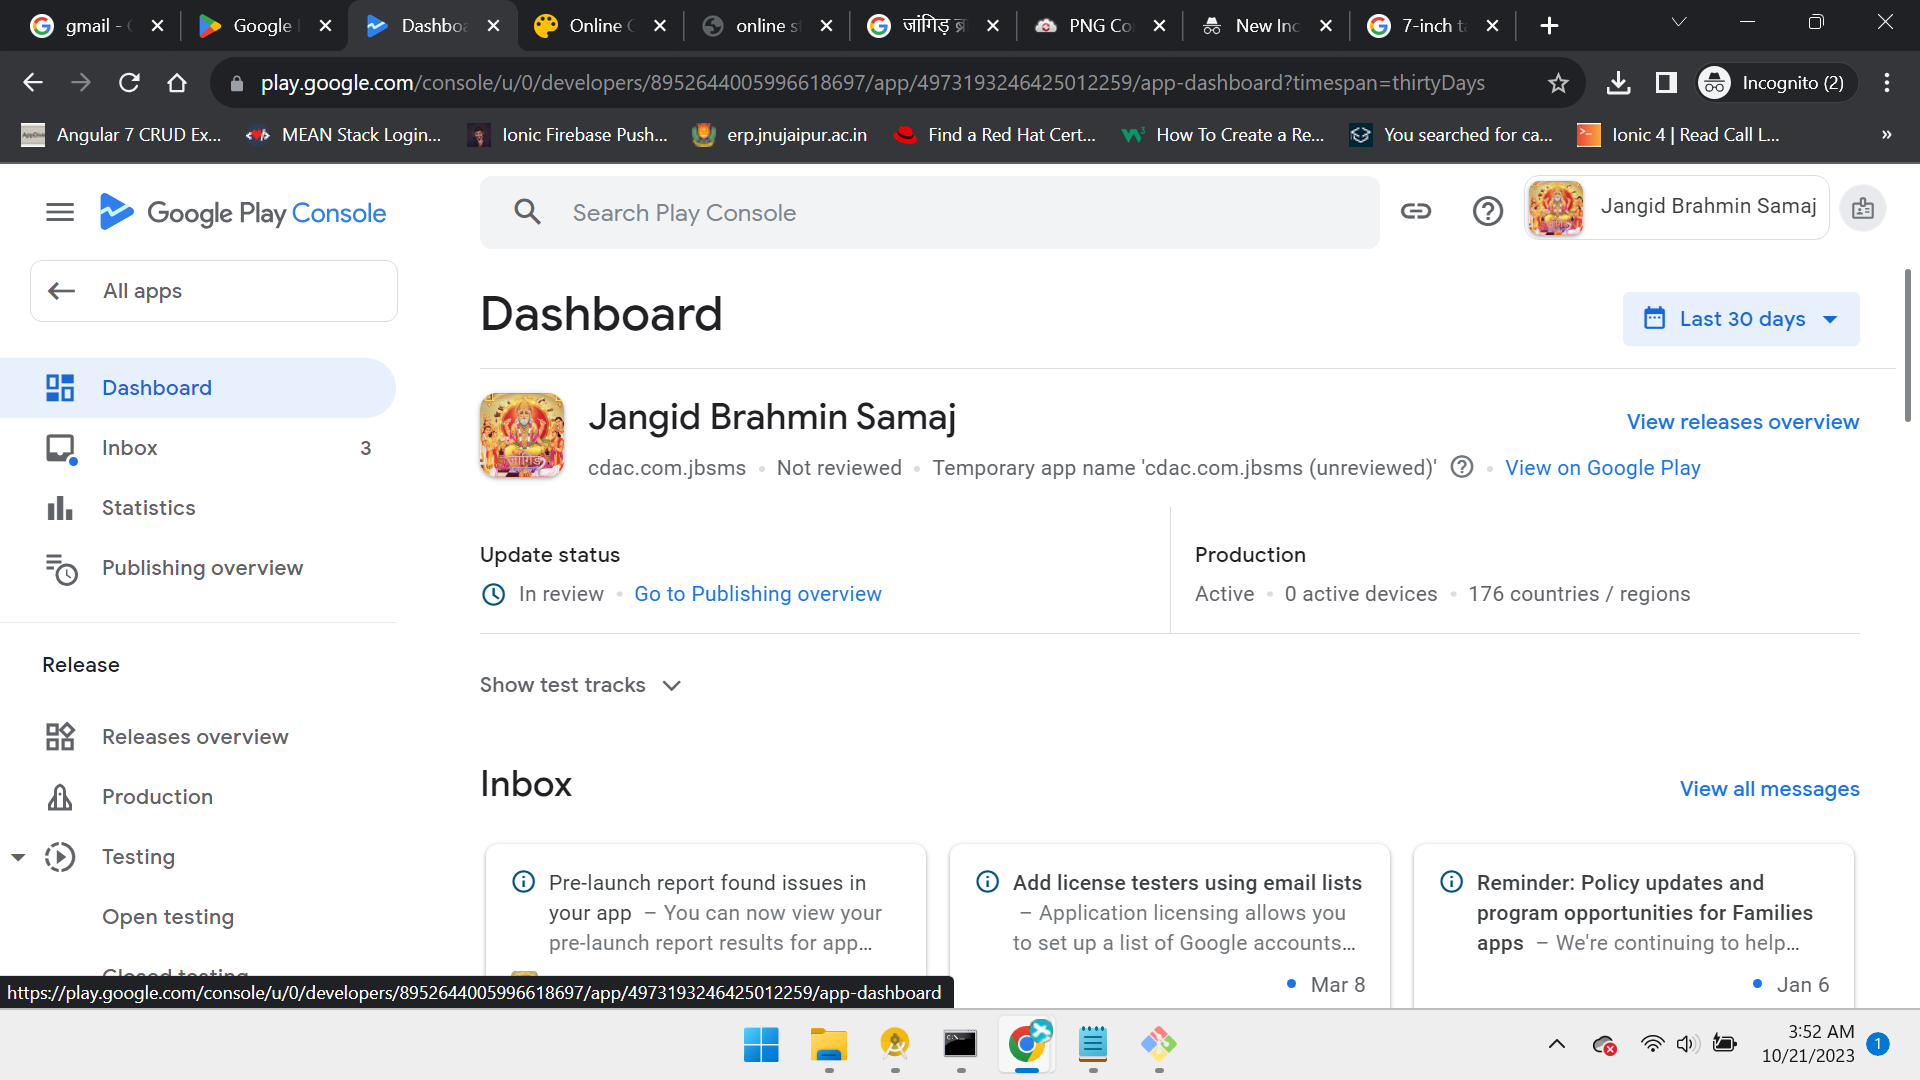 gmail - G
Google
Dashboa
Online
online s
जांगिड़ ब्र
PNG Co
New Inc
7-inch ta
play.google.com/console/u/0/developers/8952644005996618697/app/4973193246425012259/app-dashboard?timespan=thirtyDays
Incognito (2)
Angular 7 CRUD Ex...
MEAN Stack Login...
Ionic Firebase Push...
erp.jnujaipur.ac.in
Find a Red Hat Cert...
How To Create a Re...
You searched for ca...
Ionic 4 | Read Call L...
»
Google Play Console
Search Play Console
Jangid Brahmin Samaj
All apps
Dashboard
Inbox 3
Statistics
Publishing overview
Release
Releases overview
Production
Testing
Open testing
Closed testing
Dashboard
Last 30 days
Jangid Brahmin Samaj
View releases overview
cdac.com.jbsms • Not reviewed • Temporary app name 'cdac.com.jbsms (unreviewed)' • View on Google Play
Update status
In review • Go to Publishing overview
Production
Active • 0 active devices • 176 countries / regions
Show test tracks
Inbox
View all messages
Pre-launch report found issues in
your app – You can now view your
pre-launch report results for app...
Add license testers using email lists
– Application licensing allows you
to set up a list of Google accounts...
• Mar 8
Reminder: Policy updates and
program opportunities for Families
apps – We're continuing to help...
• Jan 6
https://play.google.com/console/u/0/developers/8952644005996618697/app/4973193246425012259/app-dashboard
3:52 AM
10/21/2023
1